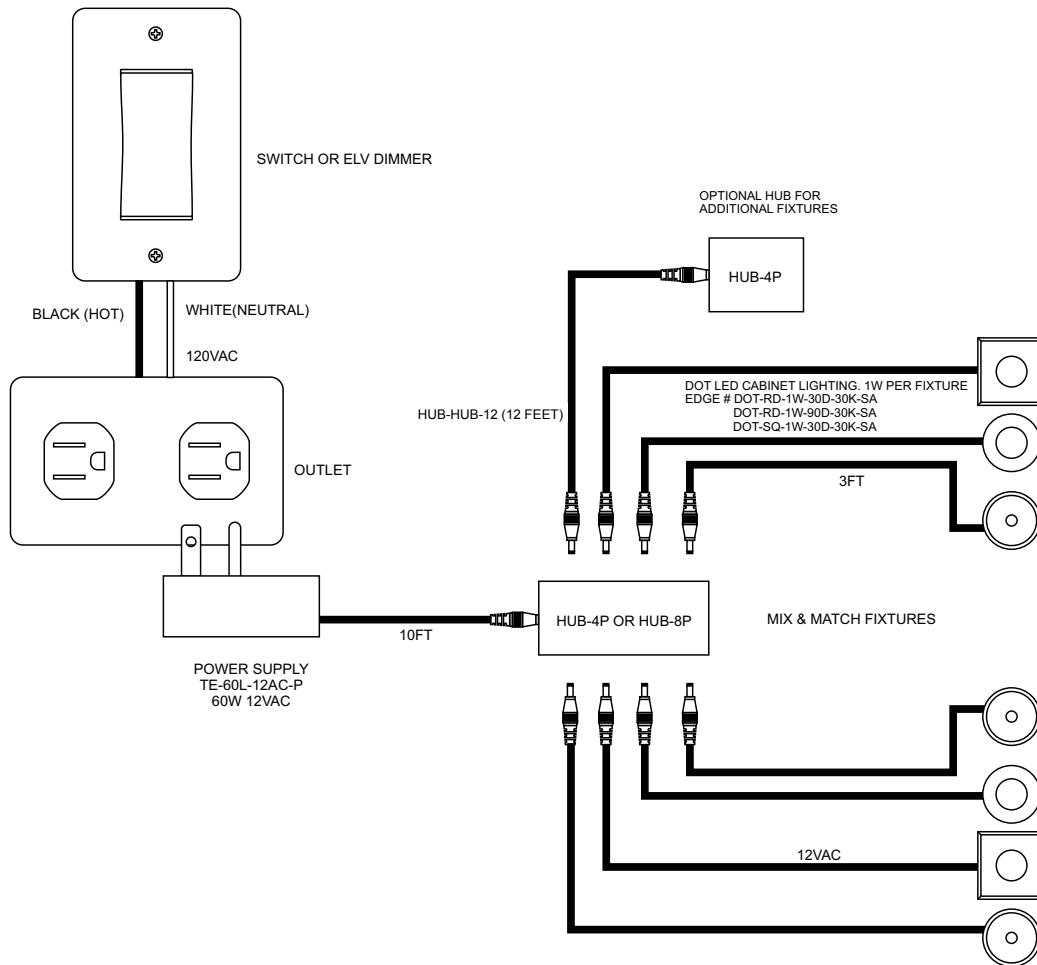 SWITCH OR ELV DIMMER
OPTIONAL HUB FOR
ADDITIONAL FIXTURES
HUB-4P
BLACK (HOT)
WHITE(NEUTRAL)
120VAC
DOT LED CABINET LIGHTING. 1W PER FIXTURE
EDGE # DOT-RD-1W-30D-30K-SA
DOT-RD-1W-90D-30K-SA
DOT-SQ-1W-30D-30K-SA
HUB-HUB-12 (12 FEET)
OUTLET
3FT
HUB-4P OR HUB-8P
MIX & MATCH FIXTURES
10FT
POWER SUPPLY
TE-60L-12AC-P
60W 12VAC
12VAC